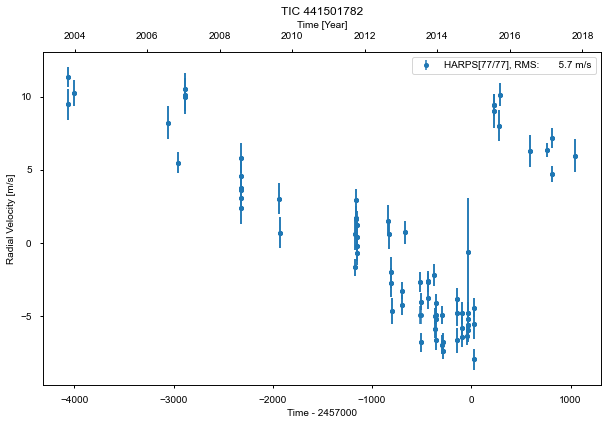 TIC 441501782
Time [Year]
2004 2006 2008 2010 2012 2014 2016 2018
HARPS[77/77], RMS: 5.7 m/s
Radial Velocity [m/s]
10
5
0
−5
−4000 −3000 −2000 −1000 0 1000
Time - 2457000